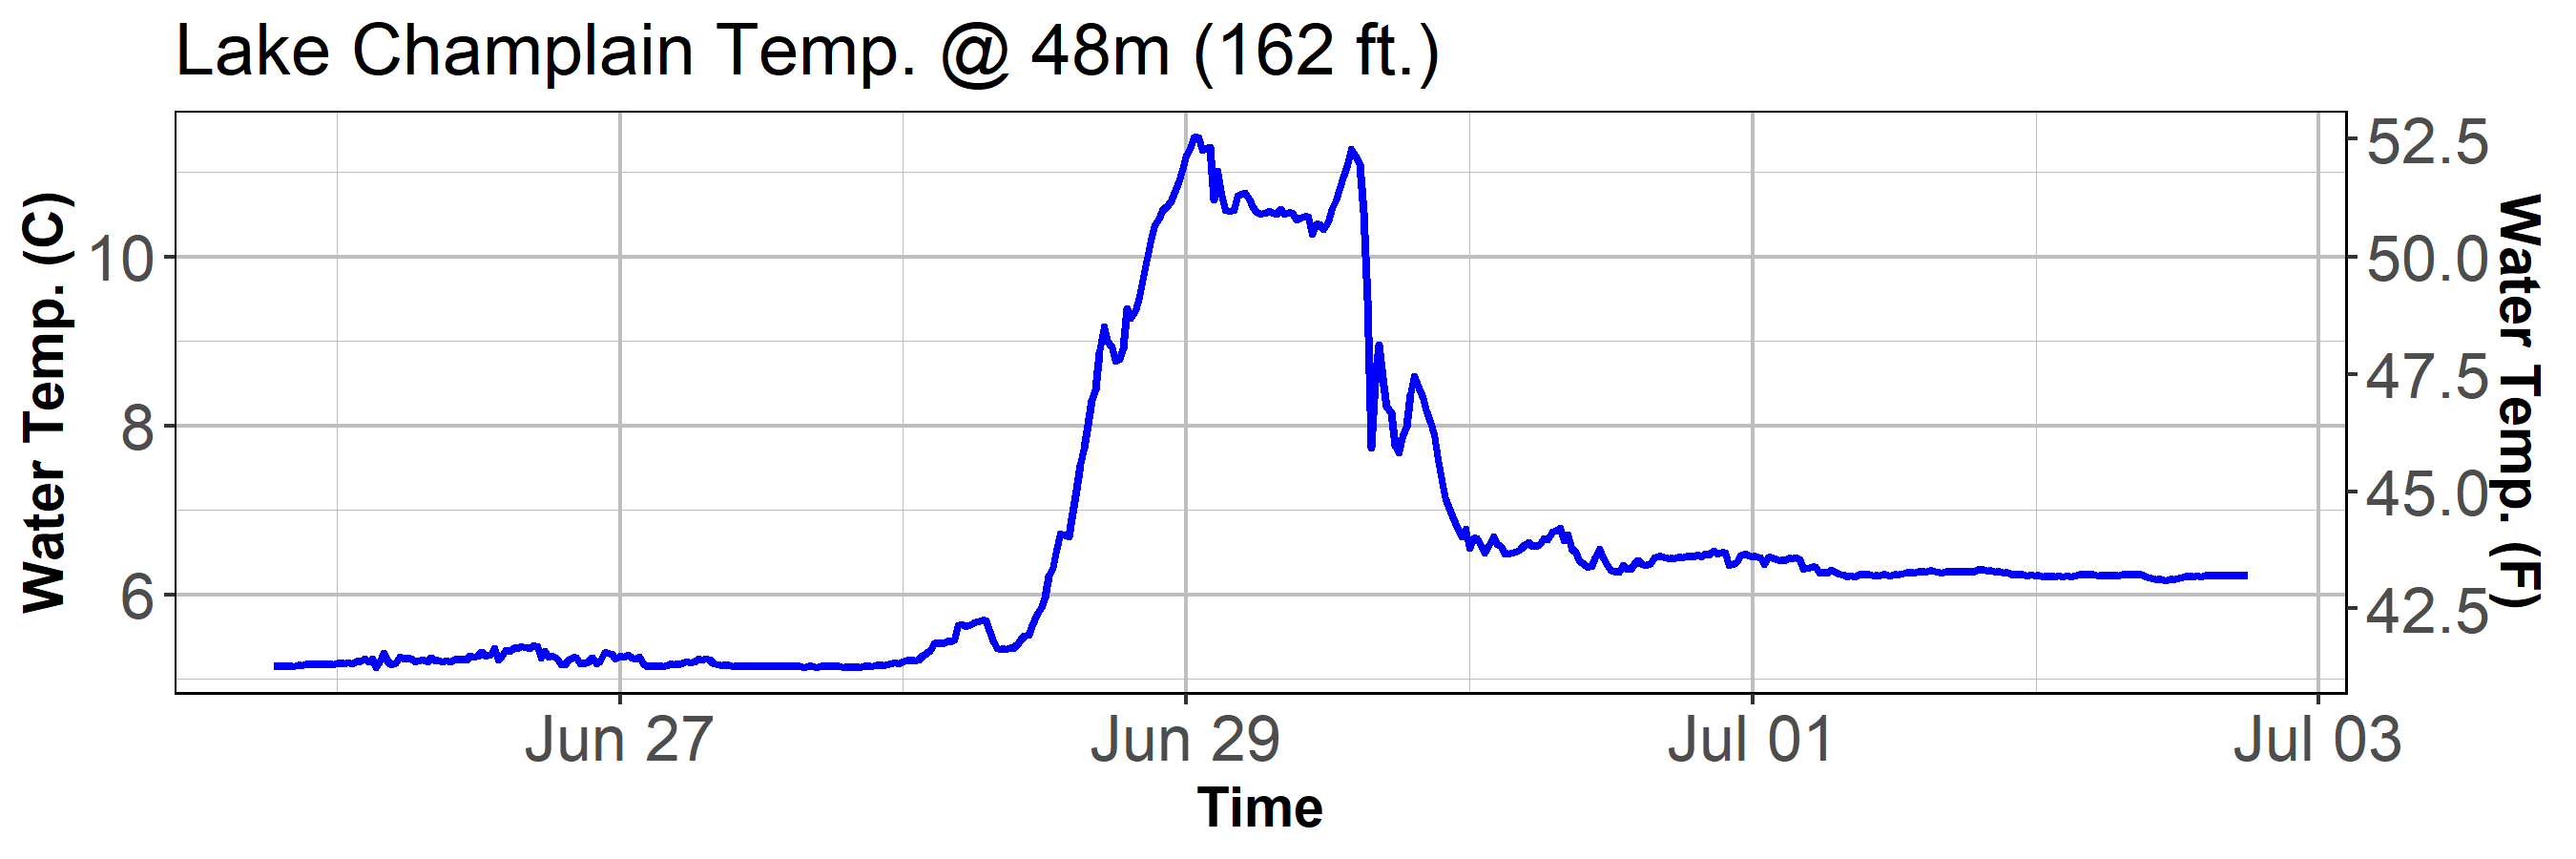 Lake Champlain Temp. @ 48m (162 ft.)
Water Temp. (C)
10
8
6
52.5
50.0
47.5
45.0
42.5
Water Temp. (F)
Jun 27
Jun 29
Jul 01
Jul 03
Time